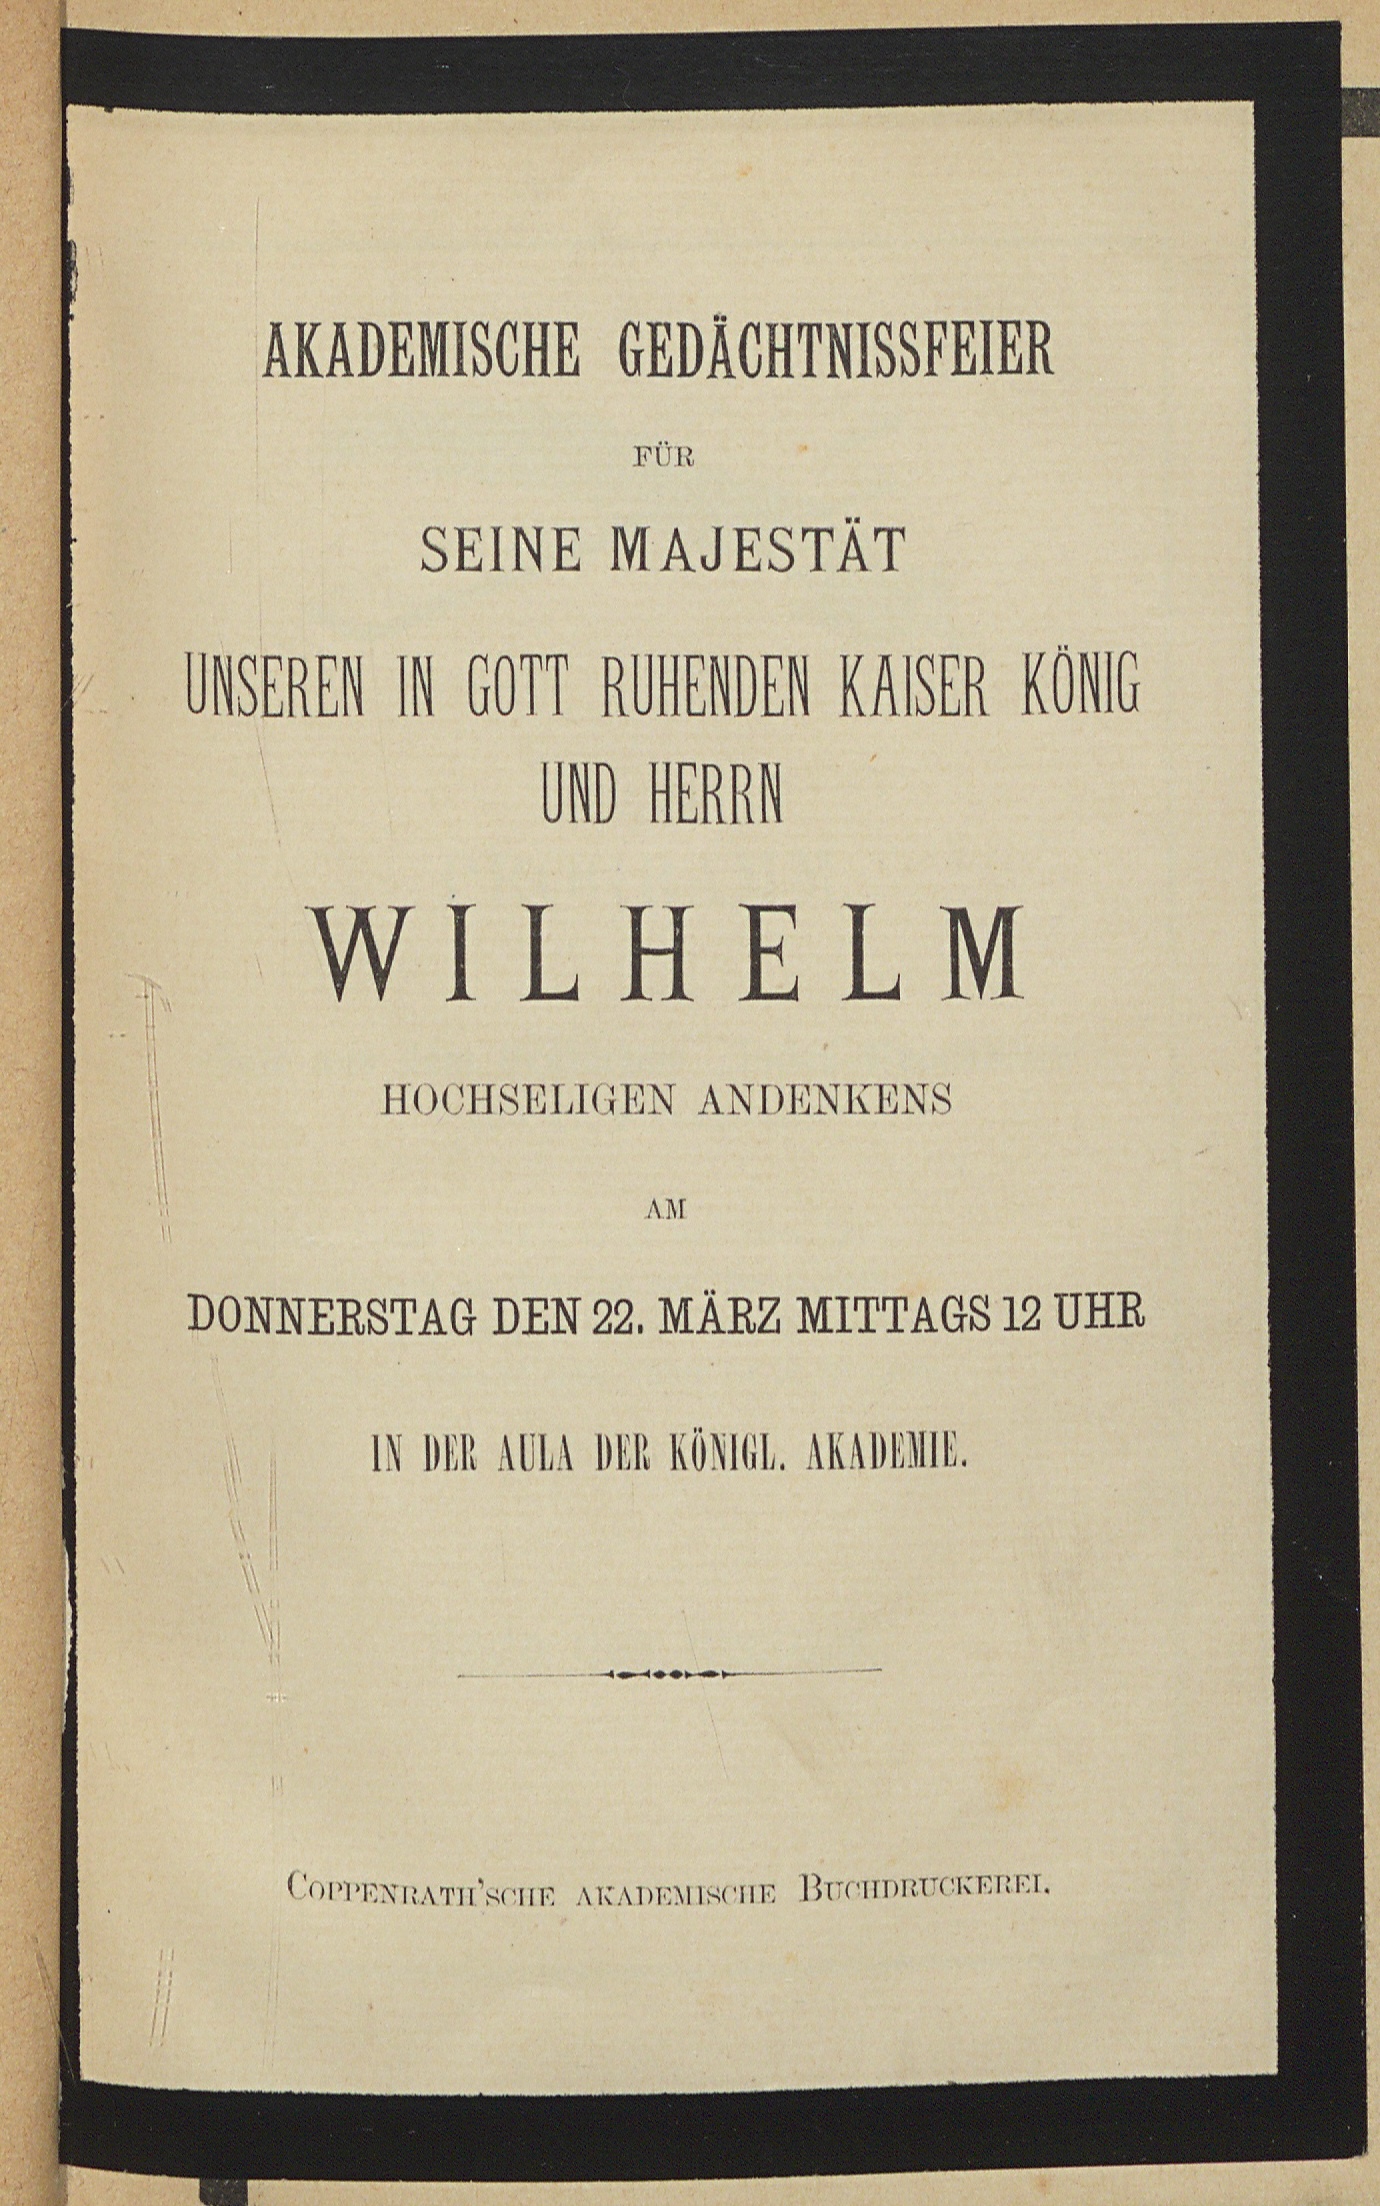 AKADEMISCHE GEDÄCHTNISSFEIER
FÜR
SEINE MAJESTÄT
UNSEREN IN GOTT RUHENDEN KAISER KÖNIG
UND HERRN
WILHELM
HOCHSELIGEN ANDENKENS
AM
DONNERSTAG DEN 22. MÄRZ MITTAGS 12 UHR
IN DER AULA DER KÖNIGL. AKADEMIE.
COPPENRATH'SCHE AKADEMISCHE BUCHDRUCKEREI.